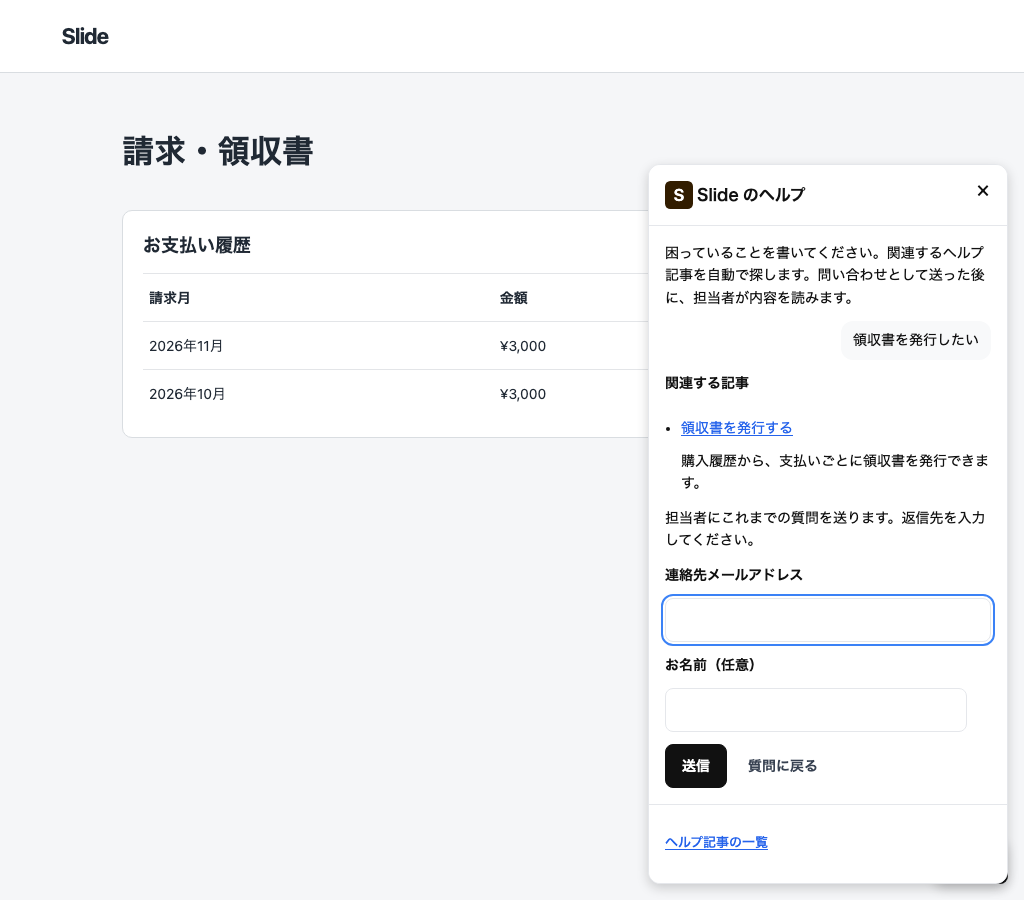 Slide
請求・領収書
お支払い履歴
請求月 金額
2026年11月 ¥3,000
2026年10月 ¥3,000
S Slide のヘルプ ×
困っていることを書いてください。関連するヘルプ
記事を自動で探します。問い合わせとして送った後
に、担当者が内容を読みます。
領収書を発行したい
関連する記事
• 領収書を発行する
購入履歴から、支払いごとに領収書を発行できま
す。
担当者にこれまでの質問を送ります。返信先を入力
してください。
連絡先メールアドレス
お名前（任意）
送信 質問に戻る
ヘルプ記事の一覧